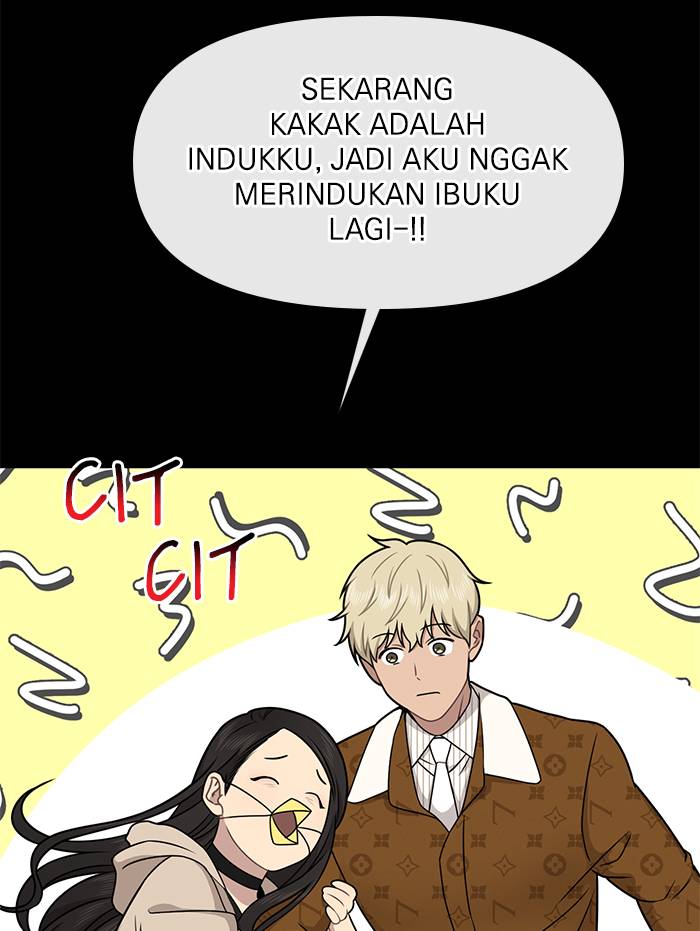 SEKARANG
KAKAK ADALAH
INDUKKU, JADI AKU NGGAK
MERINDUKAN IBUKU
LAGI-!!
CIT
CIT